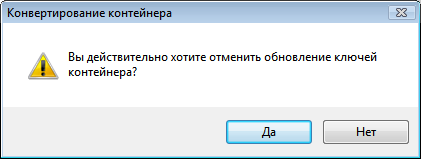 Конвертирование контейнера
Вы действительно хотите отменить обновление ключей
контейнера?
Да
Нет